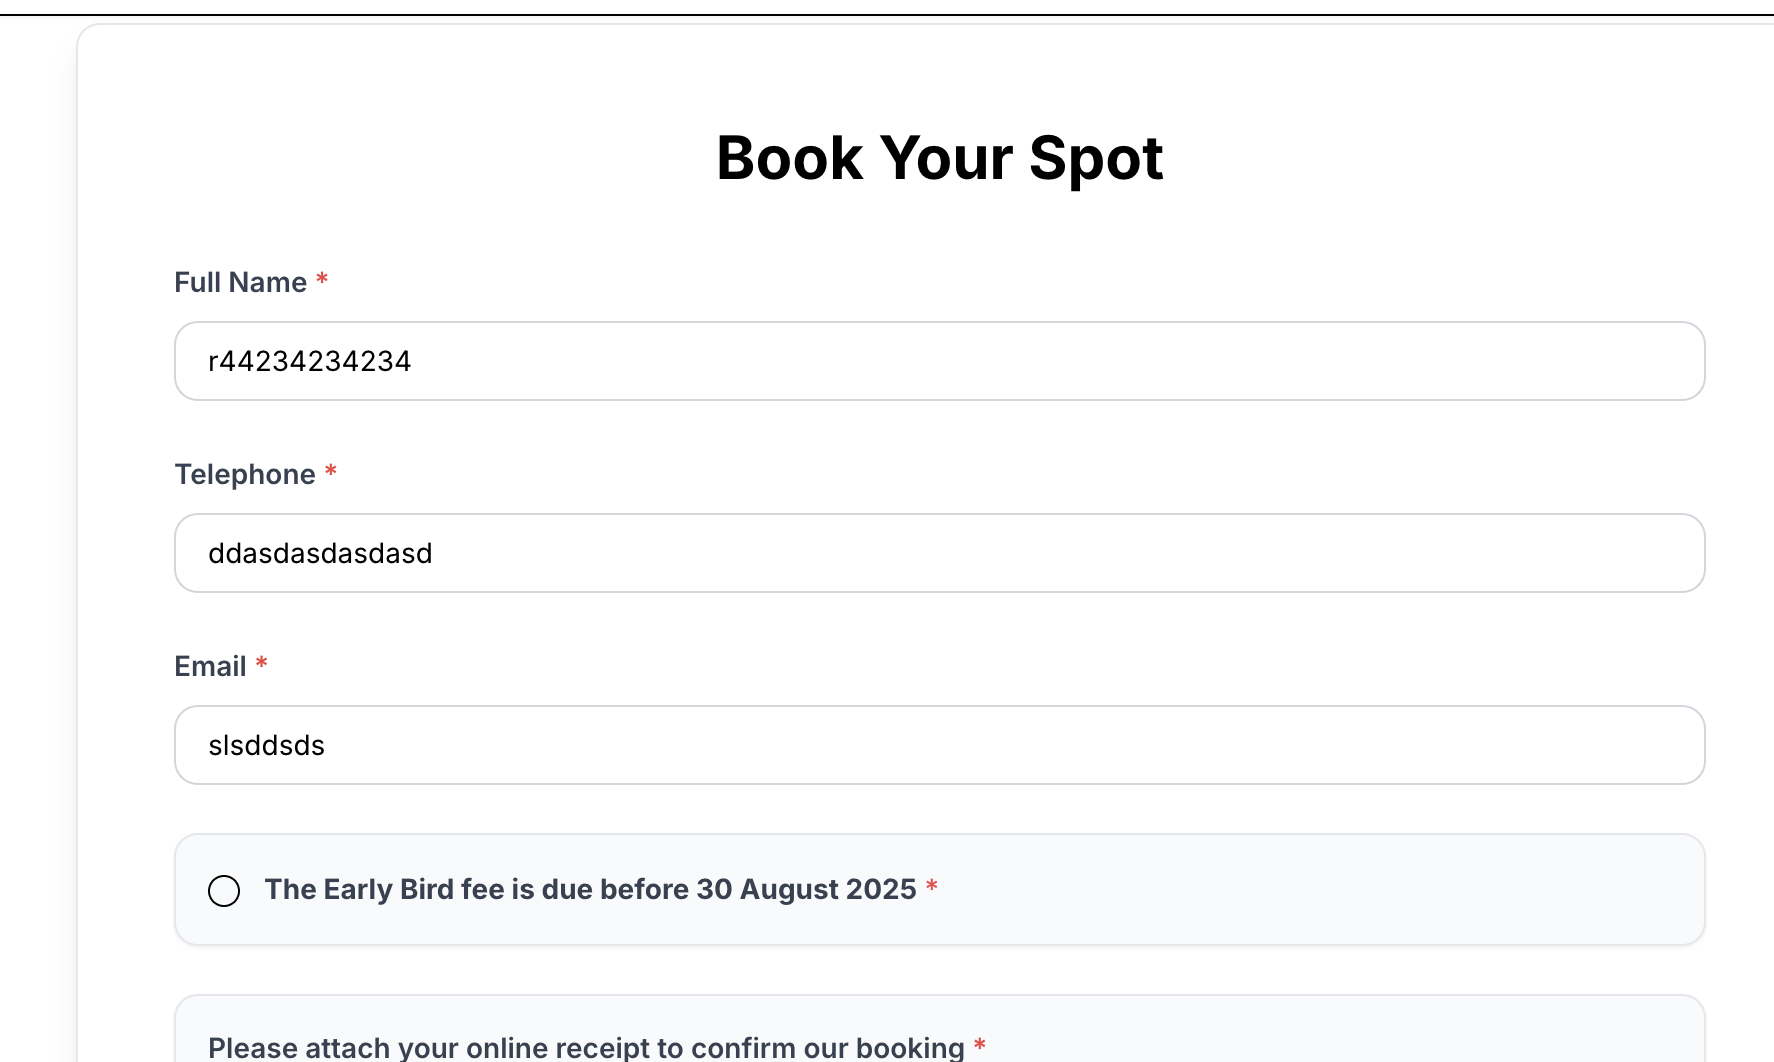 Book Your Spot
Full Name *
r44234234234
Telephone *
ddasdasdasdasd
Email *
slsddsds
The Early Bird fee is due before 30 August 2025 *
Please attach your online receipt to confirm our booking *